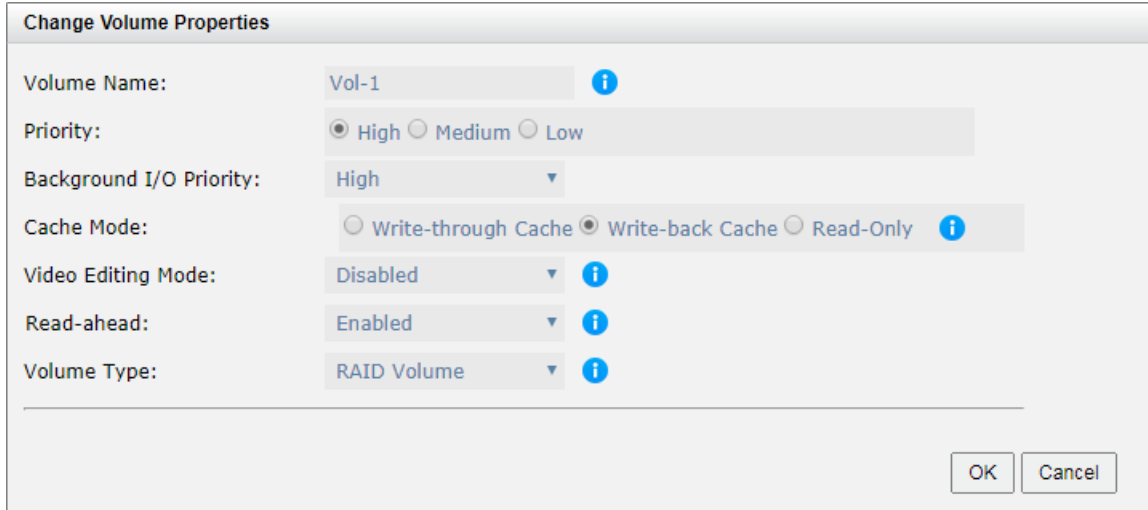 Change Volume Properties
Volume Name: Vol-1
Priority: High Medium Low
Background I/O Priority: High
Cache Mode: Write-through Cache Write-back Cache Read-Only
Video Editing Mode: Disabled
Read-ahead: Enabled
Volume Type: RAID Volume
OK Cancel